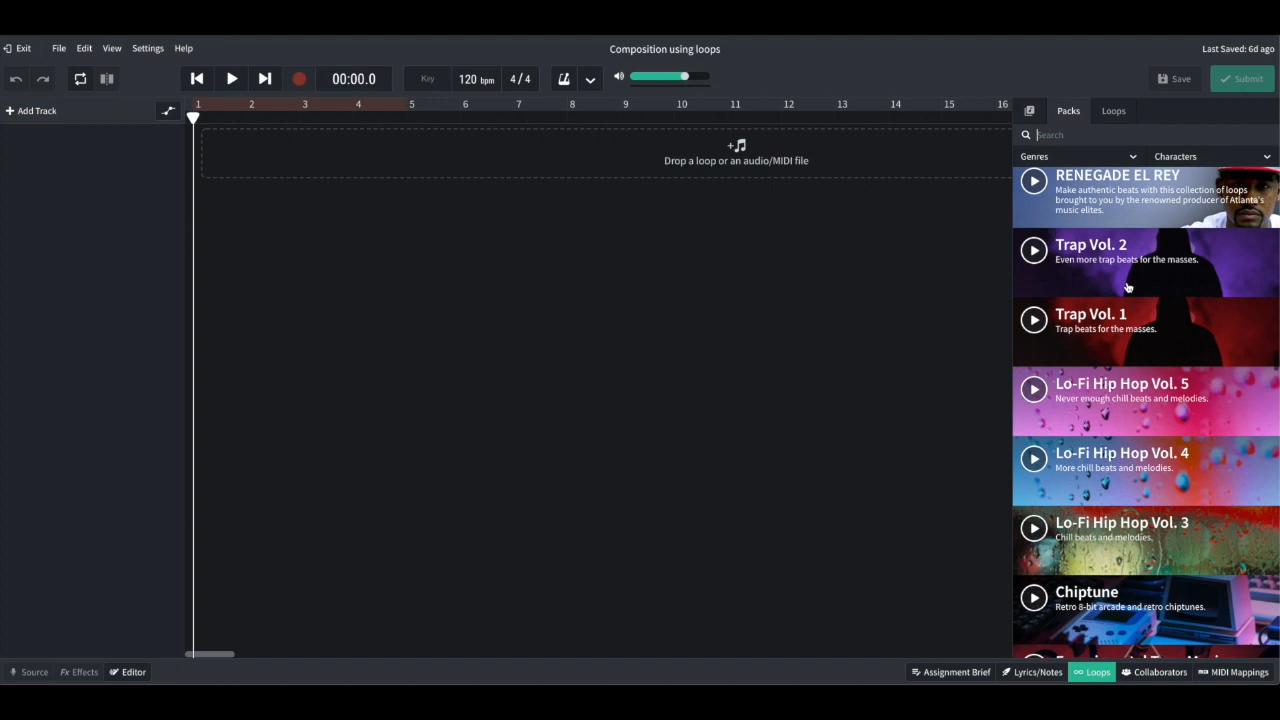 Exit File Edit View Settings Help
Composition using loops
Last Saved: 6d ago
00:00.0
Key
120 bpm
4 / 4
Save
Submit
+ Add Track
1 2 3 4 5 6 7 8 9 10 11 12 13 14 15 16
Drop a loop or an audio/MIDI file
Packs Loops
Search
Genres Characters
RENEGADE EL REY
Make authentic beats with this collection of loops
brought to you by the renowned producer of Atlanta's
music elites.
Trap Vol. 2
Even more trap beats for the masses.
Trap Vol. 1
Trap beats for the masses.
Lo-Fi Hip Hop Vol. 5
Never enough chill beats and melodies.
Lo-Fi Hip Hop Vol. 4
More chill beats and melodies.
Lo-Fi Hip Hop Vol. 3
Chill beats and melodies.
Chiptune
Retro 8-bit arcade and retro chiptunes.
Source Fx Effects Editor
Assignment Brief Lyrics/Notes Loops Collaborators MIDI Mappings